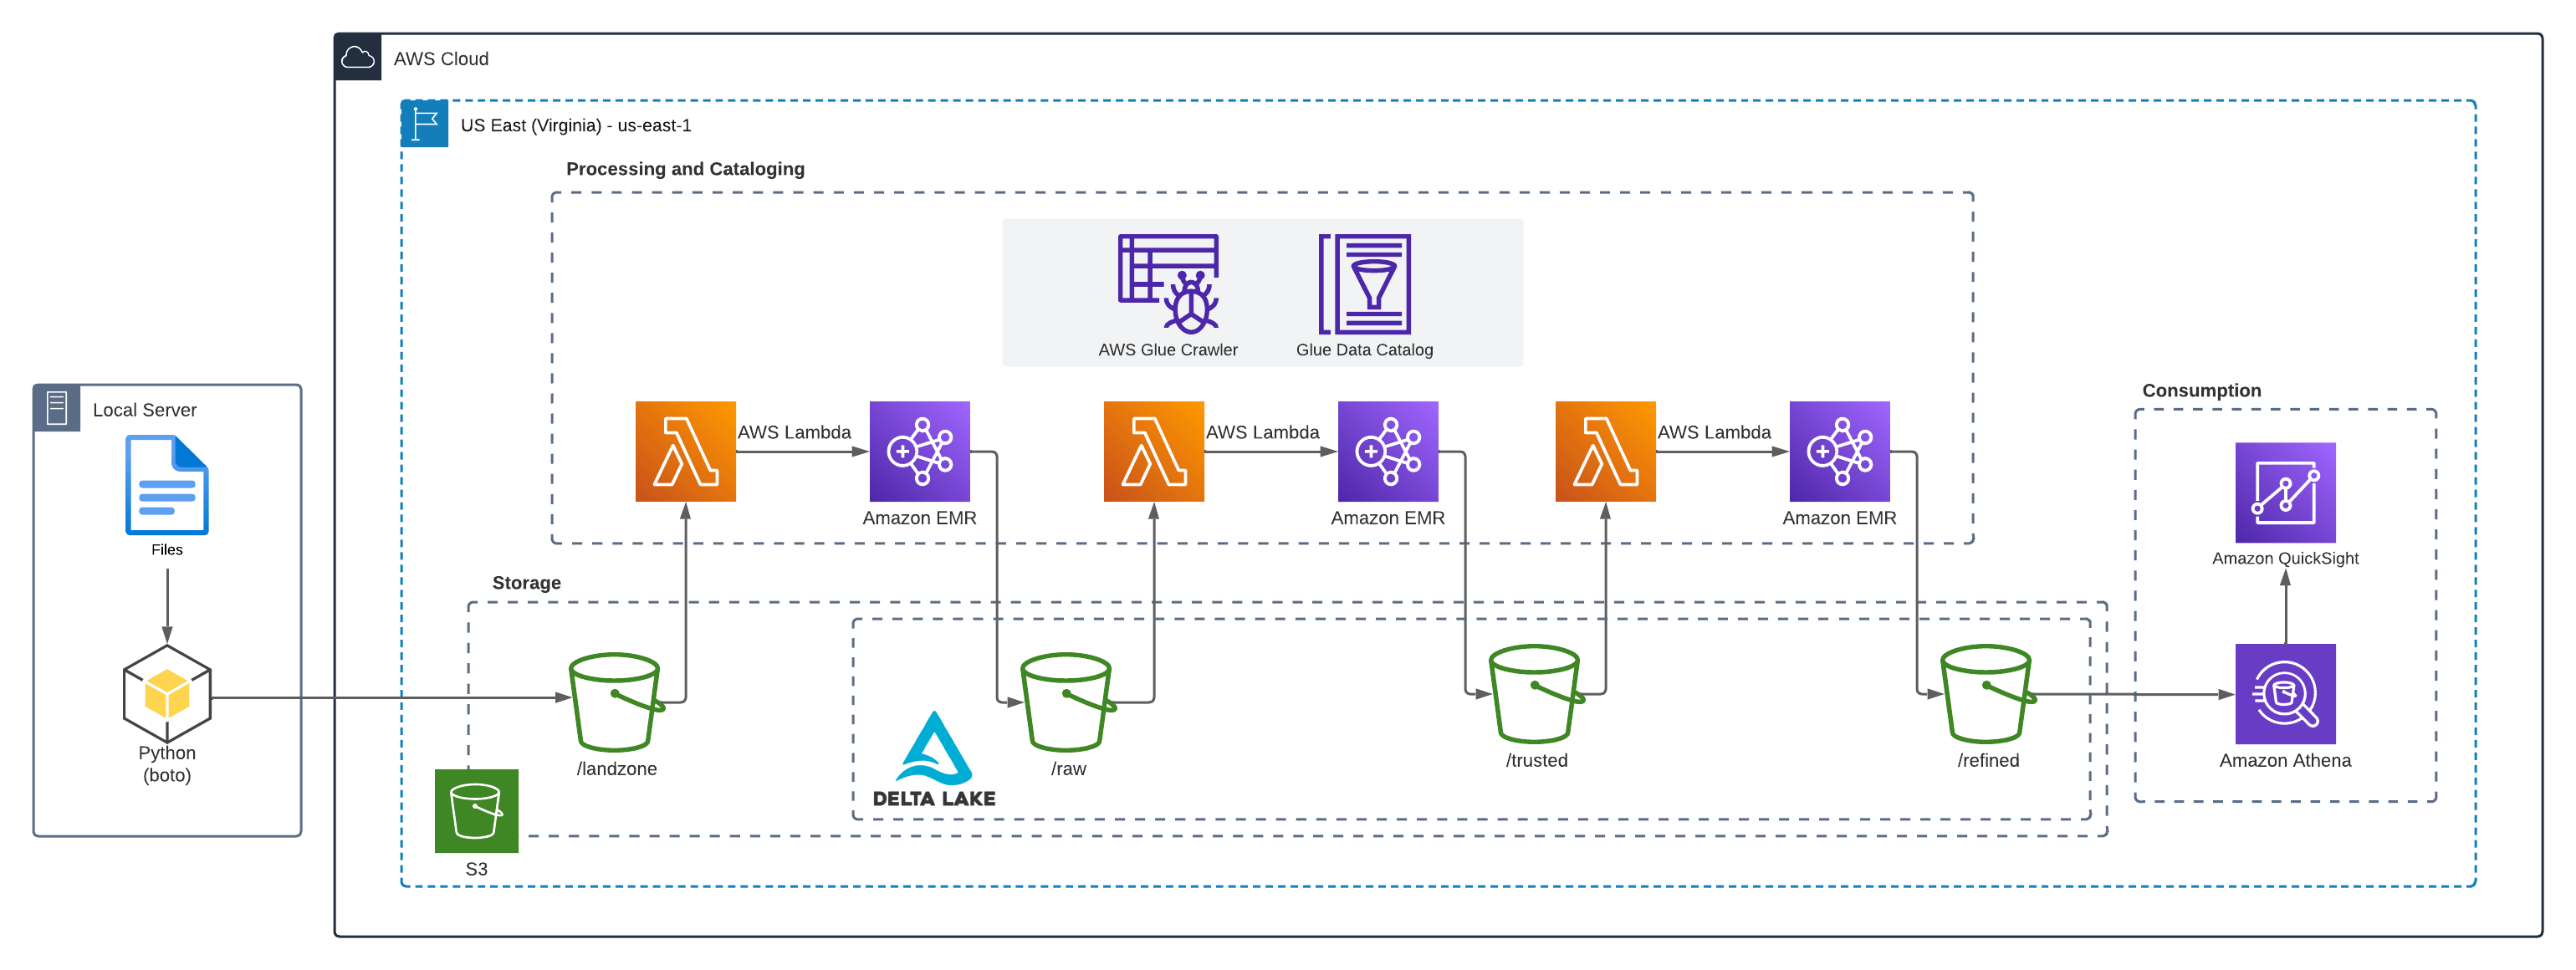 AWS Cloud
US East (Virginia) - us-east-1
Processing and Cataloging
AWS Glue Crawler
Glue Data Catalog
Local Server
Files
Python
(boto)
AWS Lambda
Amazon EMR
AWS Lambda
Amazon EMR
AWS Lambda
Amazon EMR
Storage
S3
/landzone
DELTA LAKE
/raw
/trusted
/refined
Consumption
Amazon QuickSight
Amazon Athena